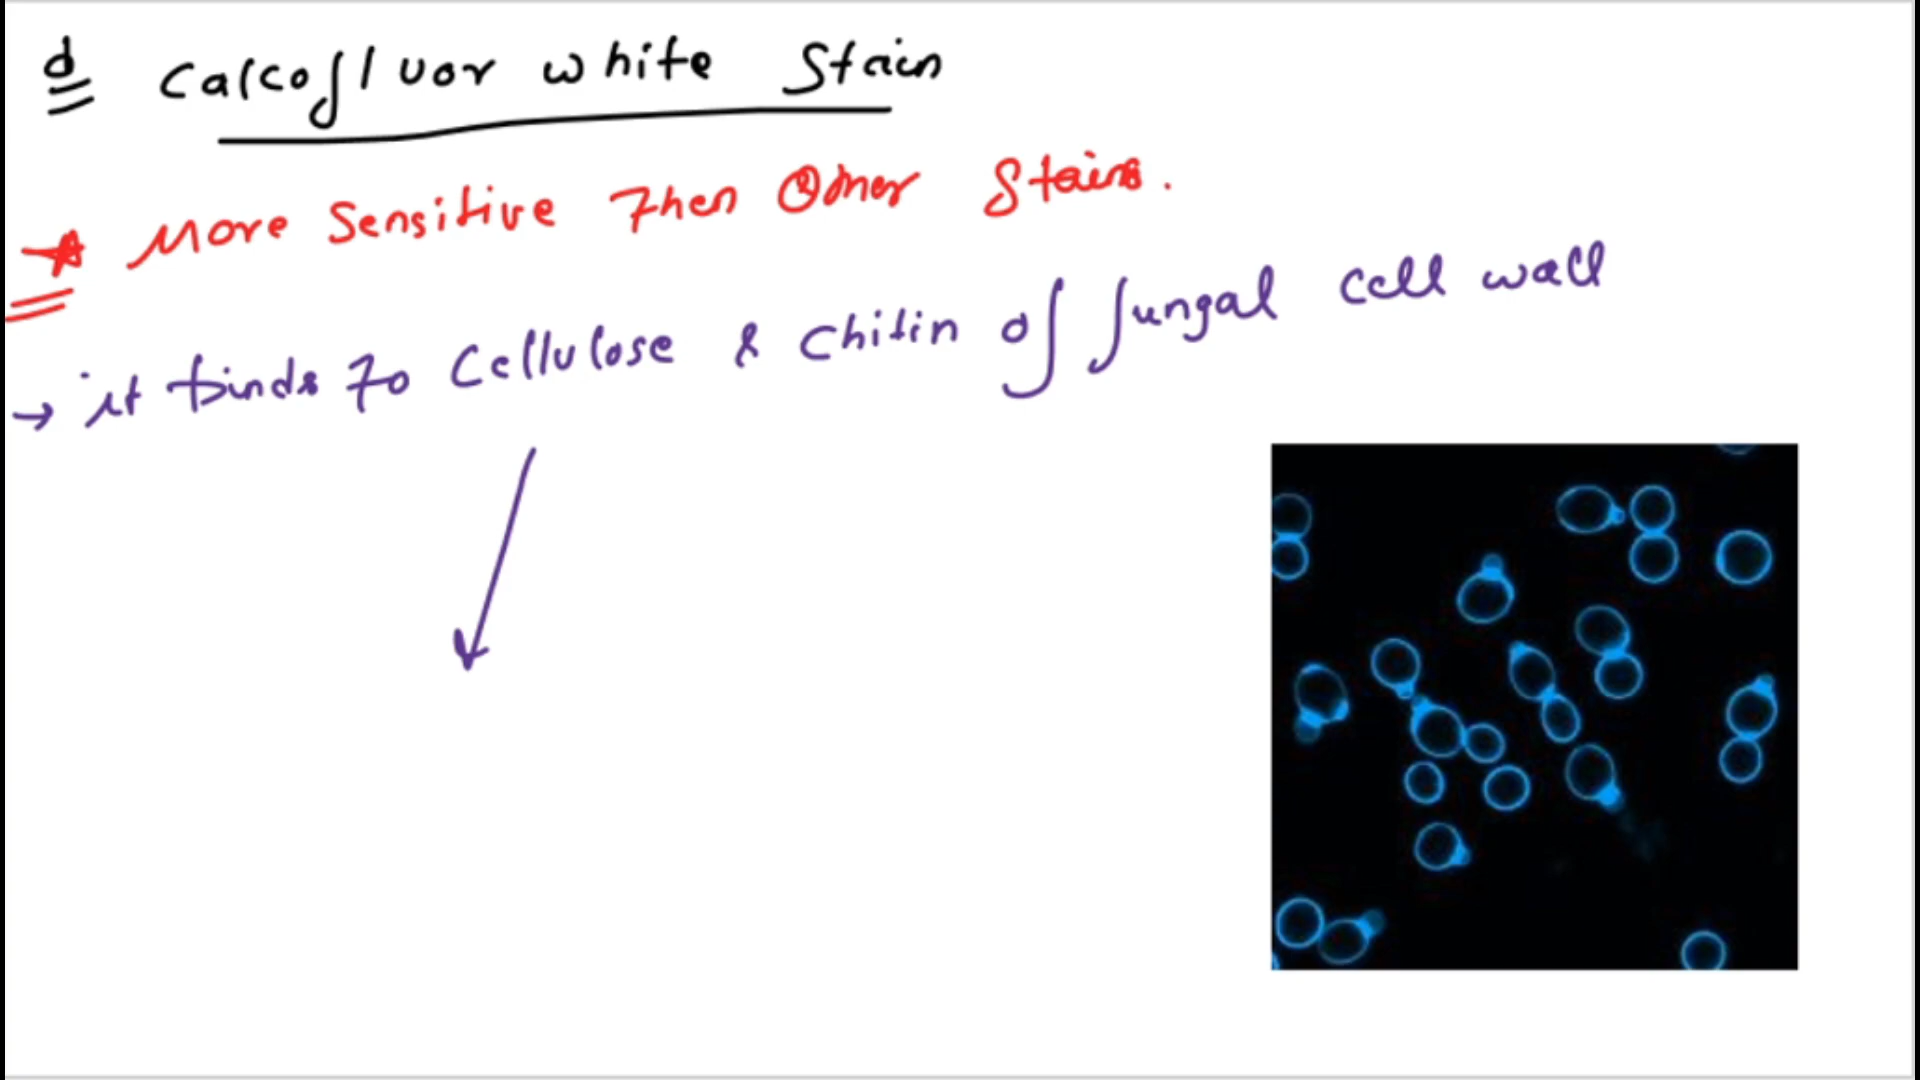 d Calcofluor white Stain
More Sensitive Then Other Stains.
→ it binds to Cellulose & chitin of fungal cell wall